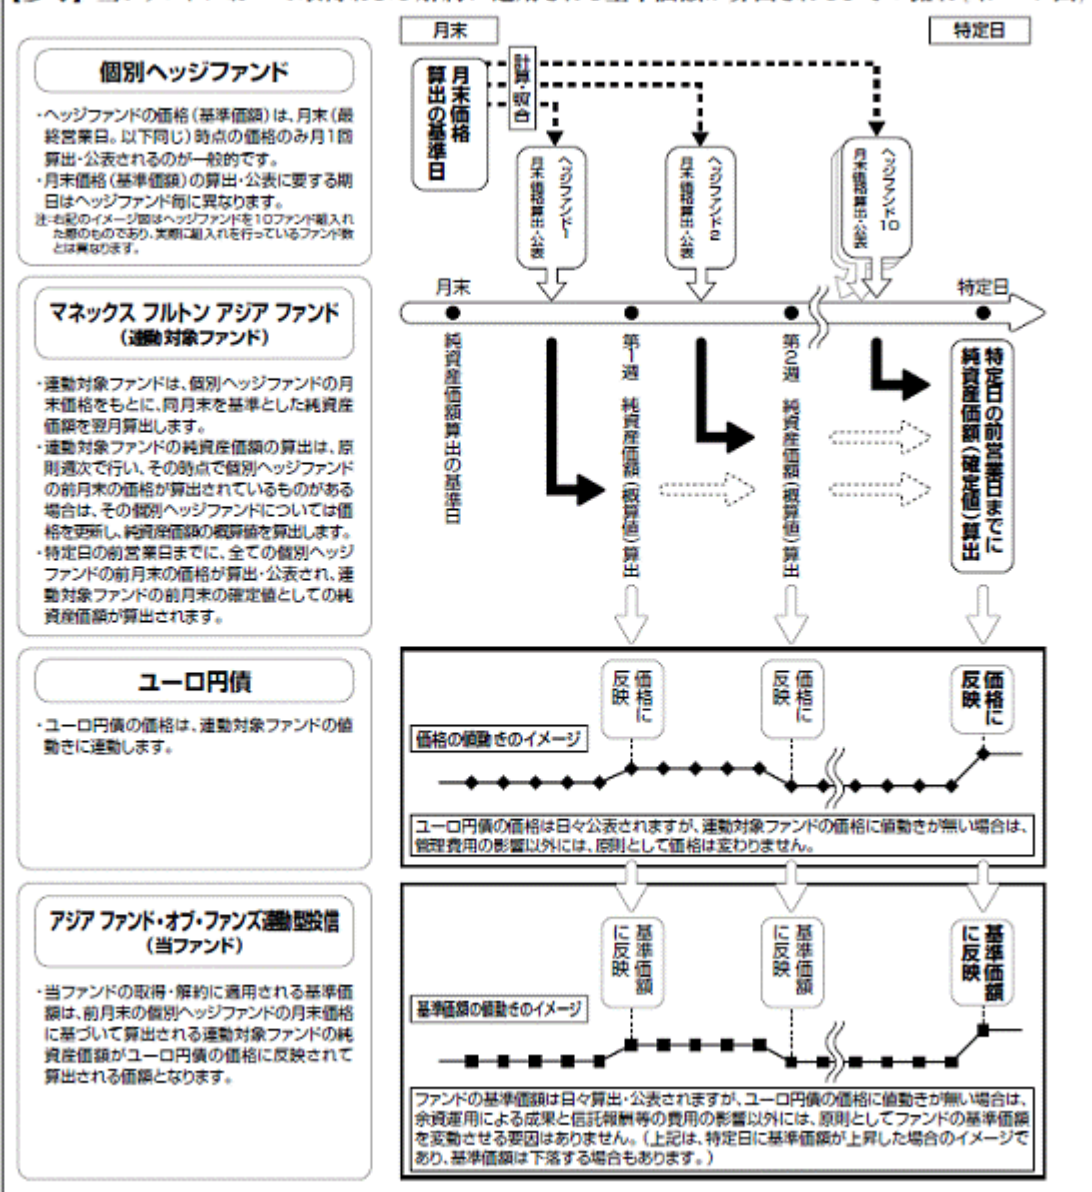 個別ヘッジファンド
・ヘッジファンドの価格(基準価額)は、月末(最
終営業日。以下同じ)時点の価格のみ月1回
算出・公表されるのが一般的です。
・月末価格(基準価額)の算出・公表に要する期
日はヘッジファンド毎に異なります。
注:右記のイメージ図はヘッジファンドを10ファンド組入れ
た際のものであり、実際に組入れを行っているファンド数
とは異なります。
月末
特定日
月末価格
算出の基準日
計算・照合
ヘッジファンド1
月末価格算出・公表
ヘッジファンド2
月末価格算出・公表
ヘッジファンド10
月末価格算出・公表
マネックス フルトン アジア ファンド
(連動対象ファンド)
・連動対象ファンドは、個別ヘッジファンドの月
末価格をもとに、同月末を基準とした純資産
価額を翌月算出します。
・連動対象ファンドの純資産価額の算出は、原
則週次で行い、その時点で個別ヘッジファンド
の前月末の価格が算出されているものがある
場合は、その個別ヘッジファンドについては価
格を更新し、純資産価額の概算値を算出します。
・特定日の前営業日までに、全ての個別ヘッジ
ファンドの前月末の価格が算出・公表され、連
動対象ファンドの前月末の確定値としての純
資産価額が算出されます。
月末
特定日
純資産価額算出の基準日
第1週 純資産価額(概算値)算出
第2週 純資産価額(概算値)算出
特定日の前営業日までに
純資産価額(確定値)算出
ユーロ円債
・ユーロ円債の価格は、連動対象ファンドの値
動きに連動します。
価格に
反映
価格に
反映
価格に
反映
価格の値動きのイメージ
ユーロ円債の価格は日々公表されますが、連動対象ファンドの価格に値動きが無い場合は、
管理費用の影響以外には、原則として価格は変わりません。
アジア ファンド・オブ・ファンズ連動型投信
(当ファンド)
・当ファンドの取得・解約に適用される基準価
額は、前月末の個別ヘッジファンドの月末価格
に基づいて算出される連動対象ファンドの純
資産価額がユーロ円債の価格に反映されて
算出される価額となります。
基準価額
に反映
基準価額
に反映
基準価額
に反映
基準価額の値動きのイメージ
ファンドの基準価額は日々算出・公表されますが、ユーロ円債の価格に値動きが無い場合は、
余資運用による成果と信託報酬等の費用の影響以外には、原則としてファンドの基準価額
を変動させる要因はありません。(上記は、特定日に基準価額が上昇した場合のイメージで
あり、基準価額は下落する場合もあります。)